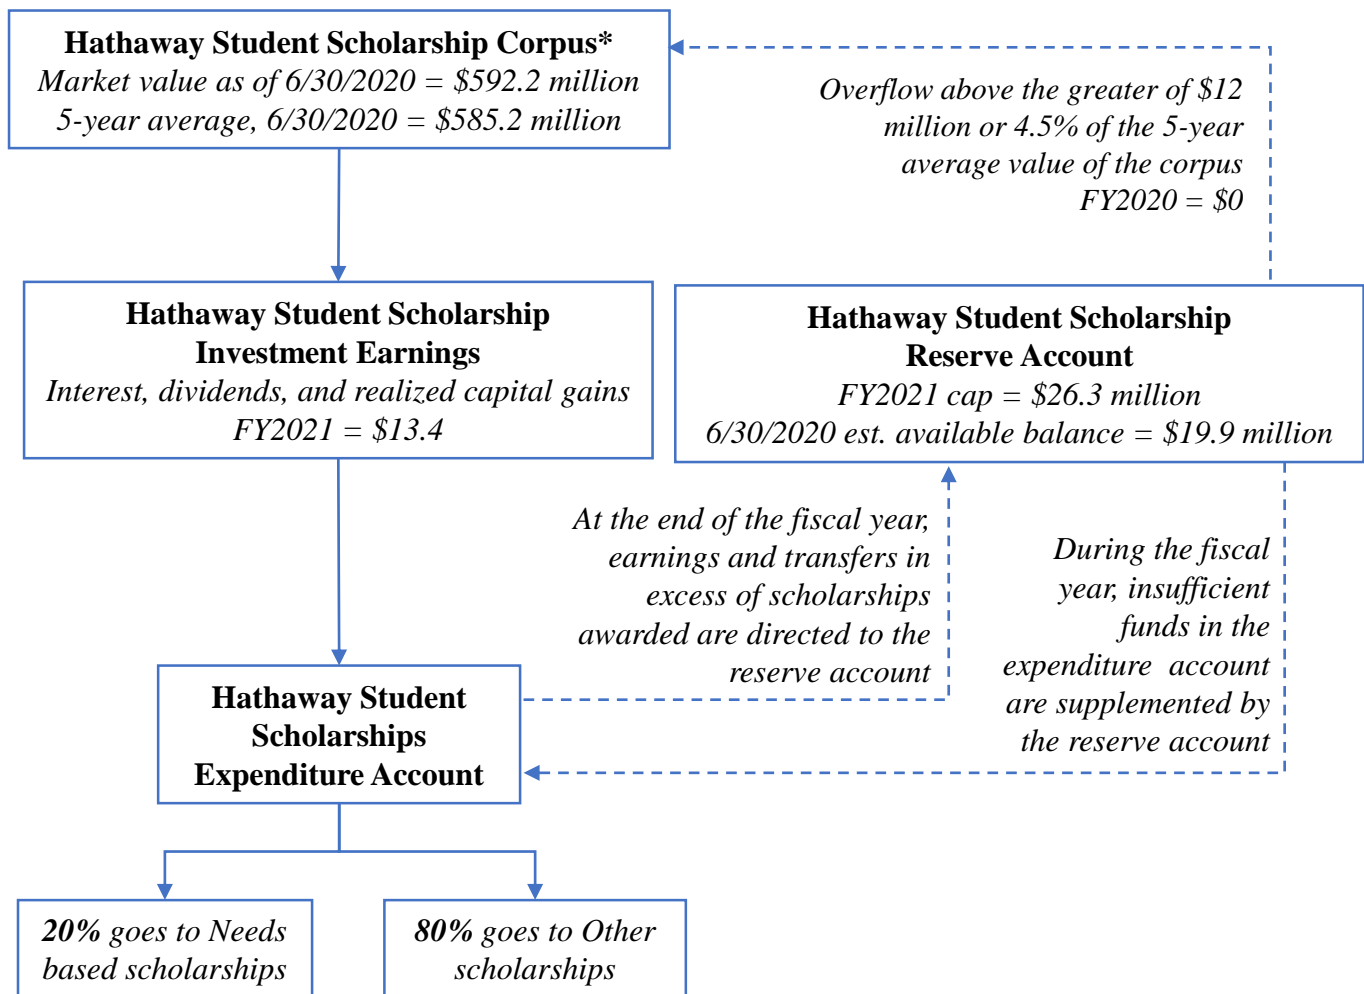 Hathaway Student Scholarship Corpus*
Market value as of 6/30/2020 = $592.2 million
5-year average, 6/30/2020 = $585.2 million
Overflow above the greater of $12
million or 4.5% of the 5-year
average value of the corpus
FY2020 = $0
Hathaway Student Scholarship
Investment Earnings
Interest, dividends, and realized capital gains
FY2021 = $13.4
Hathaway Student Scholarship
Reserve Account
FY2021 cap = $26.3 million
6/30/2020 est. available balance = $19.9 million
At the end of the fiscal year,
earnings and transfers in
excess of scholarships
awarded are directed to the
reserve account
During the fiscal
year, insufficient
funds in the
expenditure account
are supplemented by
the reserve account
Hathaway Student
Scholarships
Expenditure Account
20% goes to Needs
based scholarships
80% goes to Other
scholarships